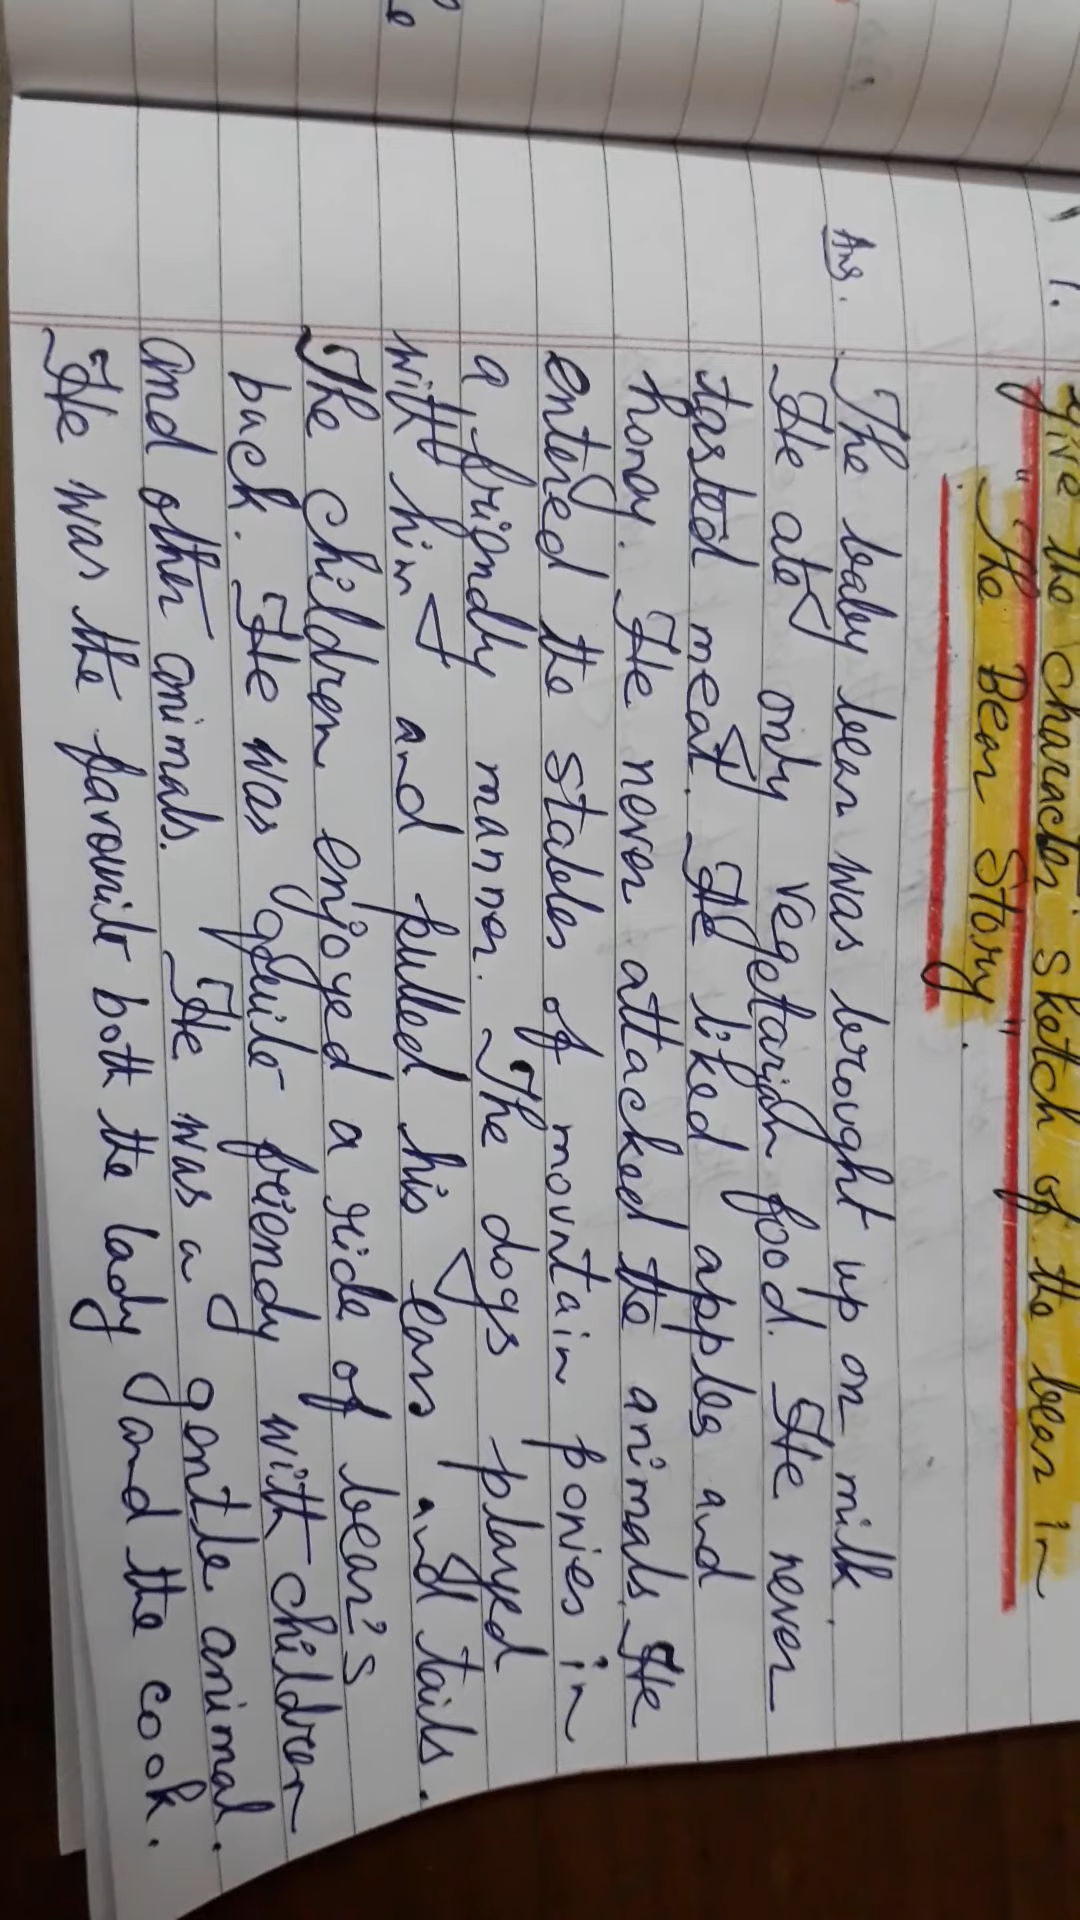 1. Give the character sketch of the bear in
"The Bear Story".
Ans. The baby bear was brought up on milk.
He ate only vegetarian food. He never
tasted meat. He liked apples and
honey. He never attacked the animals. He
entered the stables of mountain ponies in
a friendly manner. The dogs played
with him and pulled his ears and tails.
The children enjoyed a ride of bear's
back. He was quite friendy with children
and other animals. He was a gentle animal.
He was the favourite both the lady and the cook.